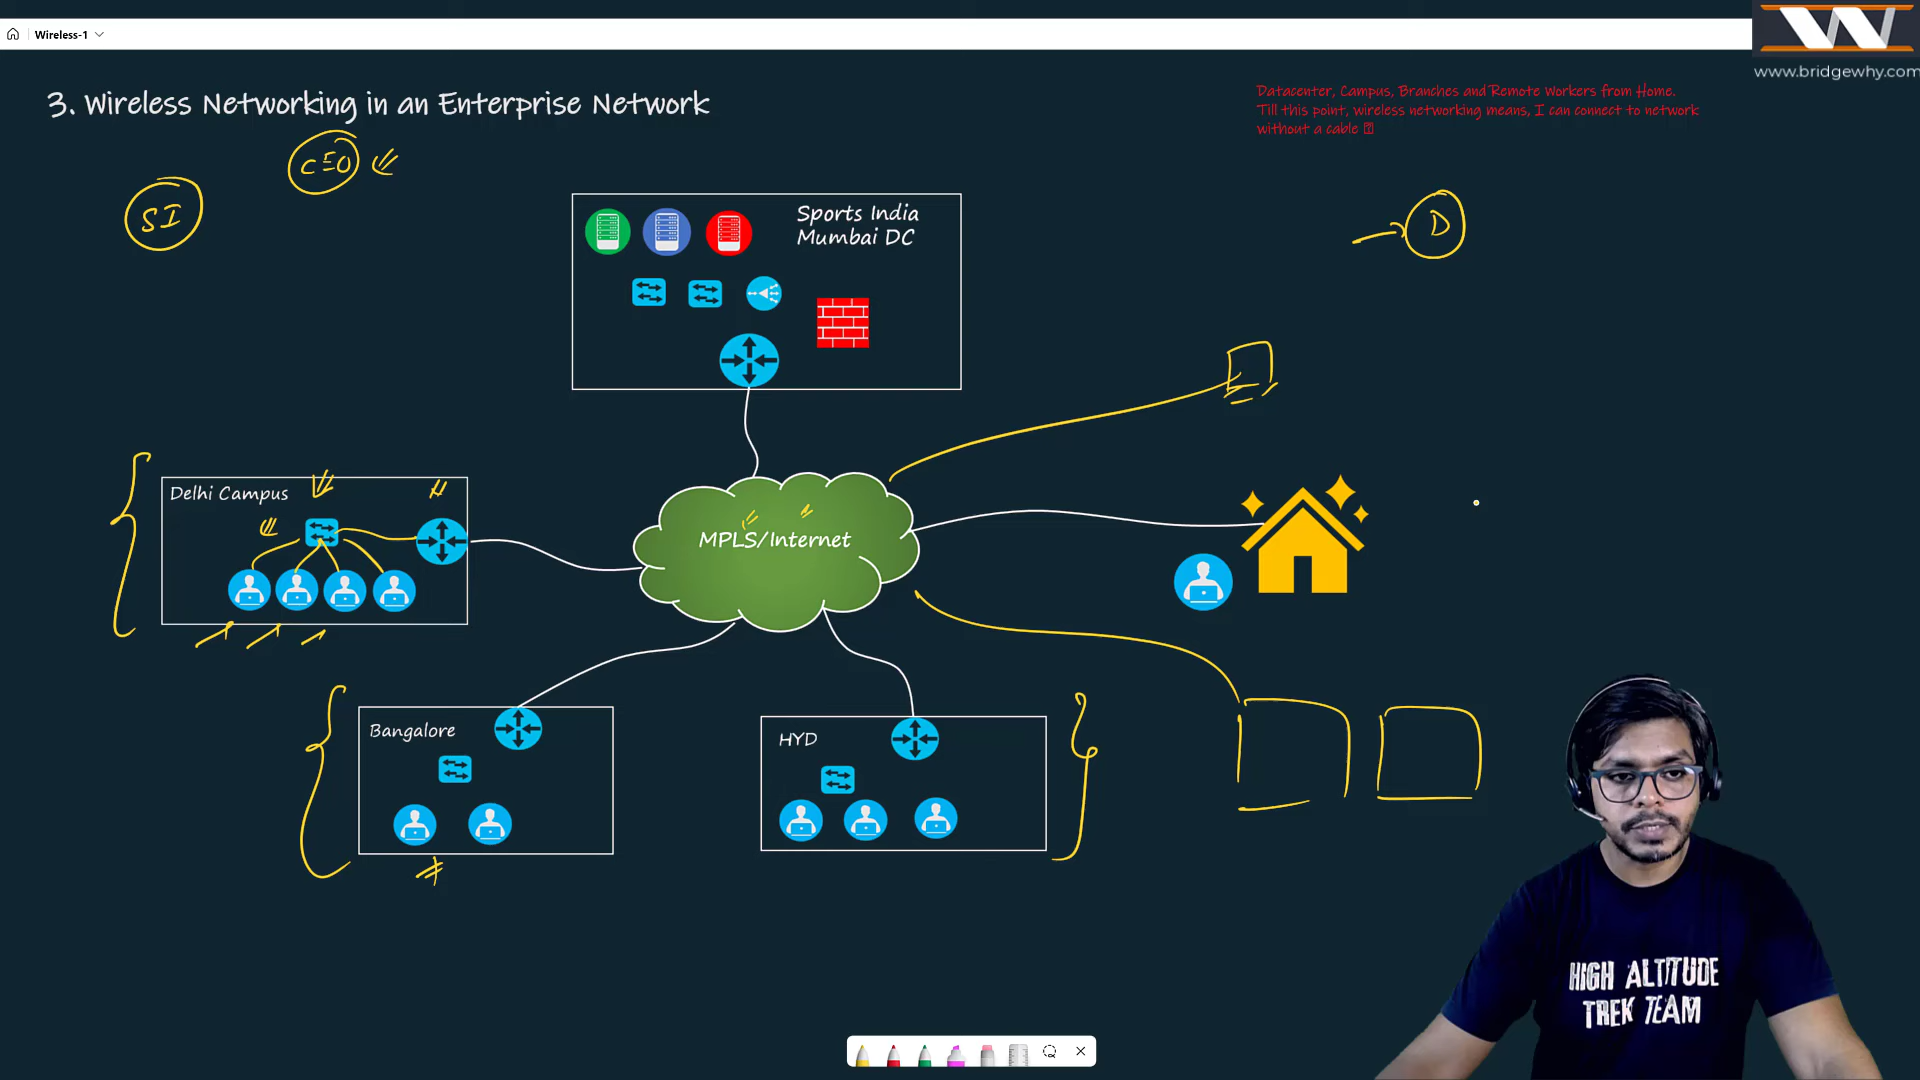 Wireless-1
www.bridgewhy.com
3. Wireless Networking in an Enterprise Network
Datacenter, Campus, Branches and Remote Workers from Home.
Till this point, wireless networking means, I can connect to network
without a cable
CEO
SI
Sports India
Mumbai DC
D
Delhi Campus
MPLS/Internet
Bangalore
HYD
HIGH ALTITUDE
TREK TEAM